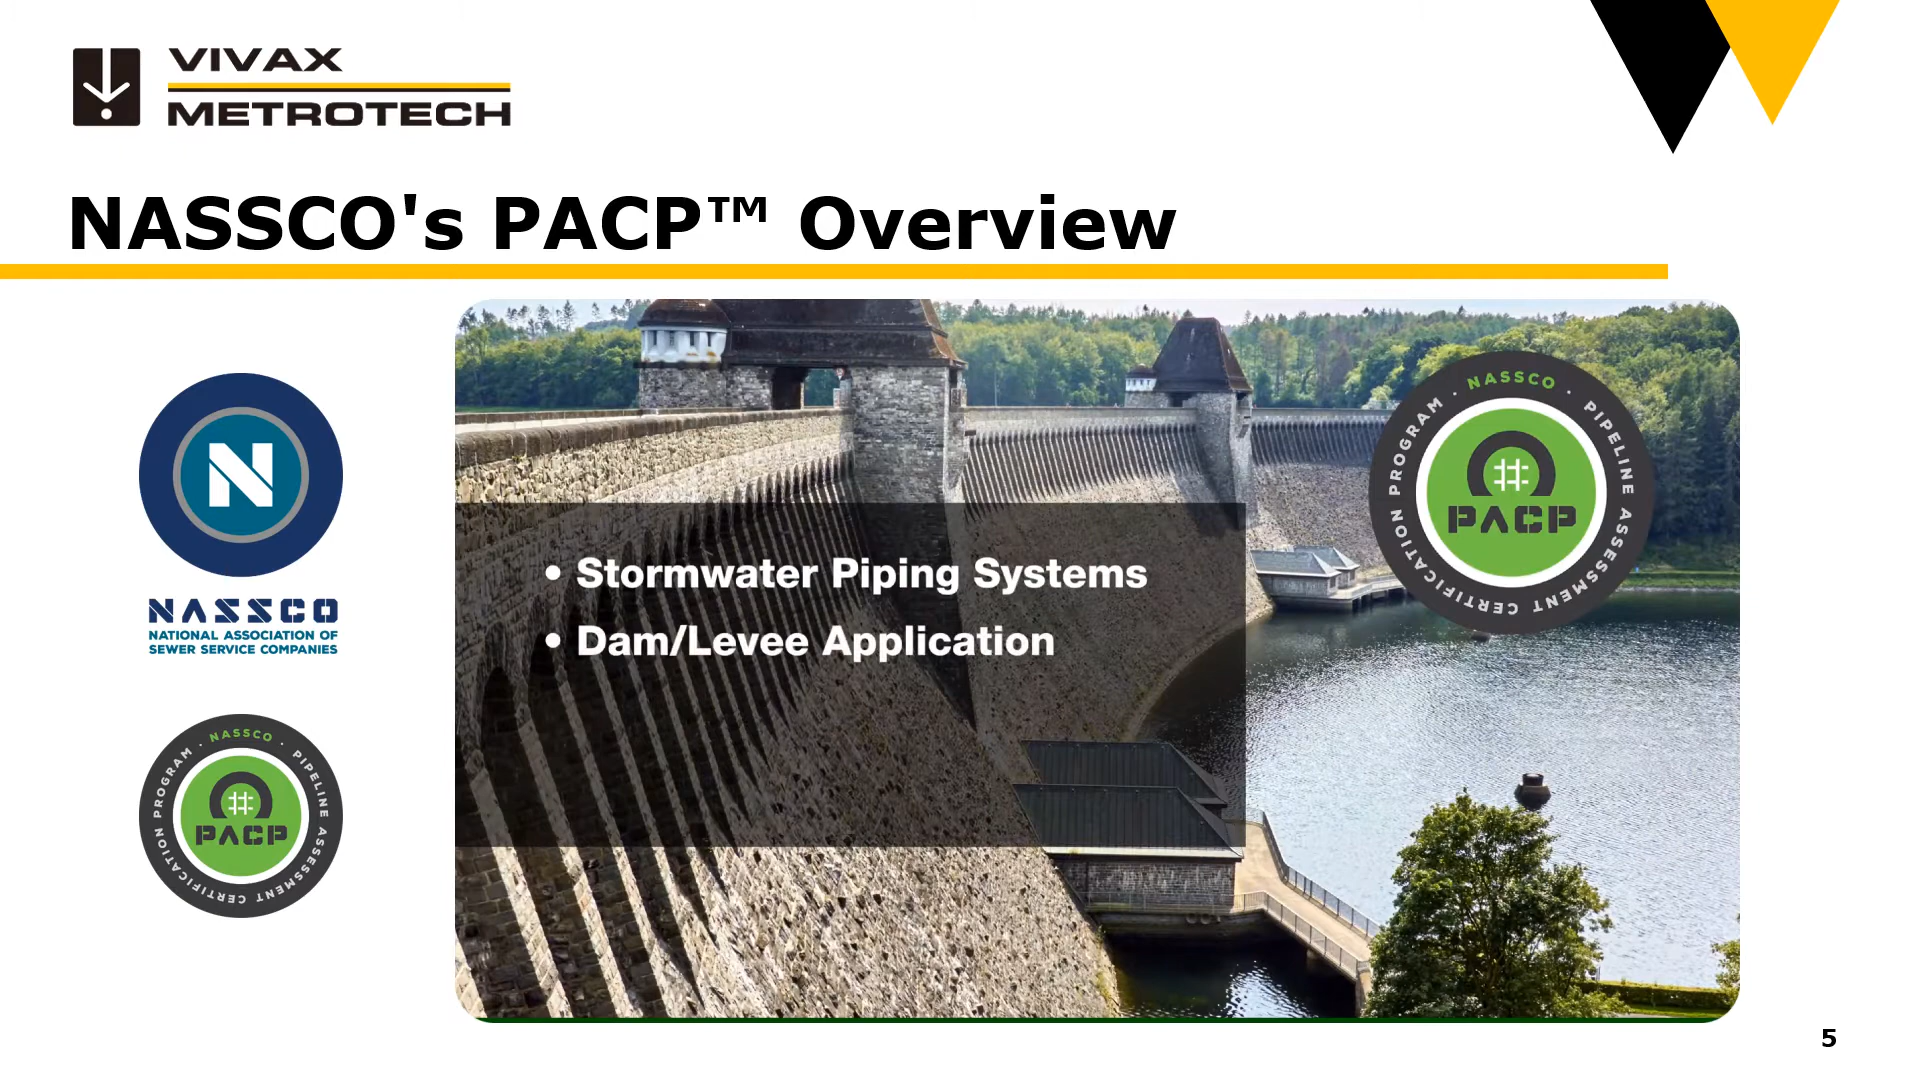 VIVAX
METROTECH
NASSCO's PACP™ Overview
N
NASSCO
NATIONAL ASSOCIATION OF
SEWER SERVICE COMPANIES
NASSCO · PIPELINE ASSESSMENT CERTIFICATION PROGRAM ·
PACP
• Stormwater Piping Systems
• Dam/Levee Application
NASSCO · PIPELINE ASSESSMENT CERTIFICATION PROGRAM ·
PACP
5